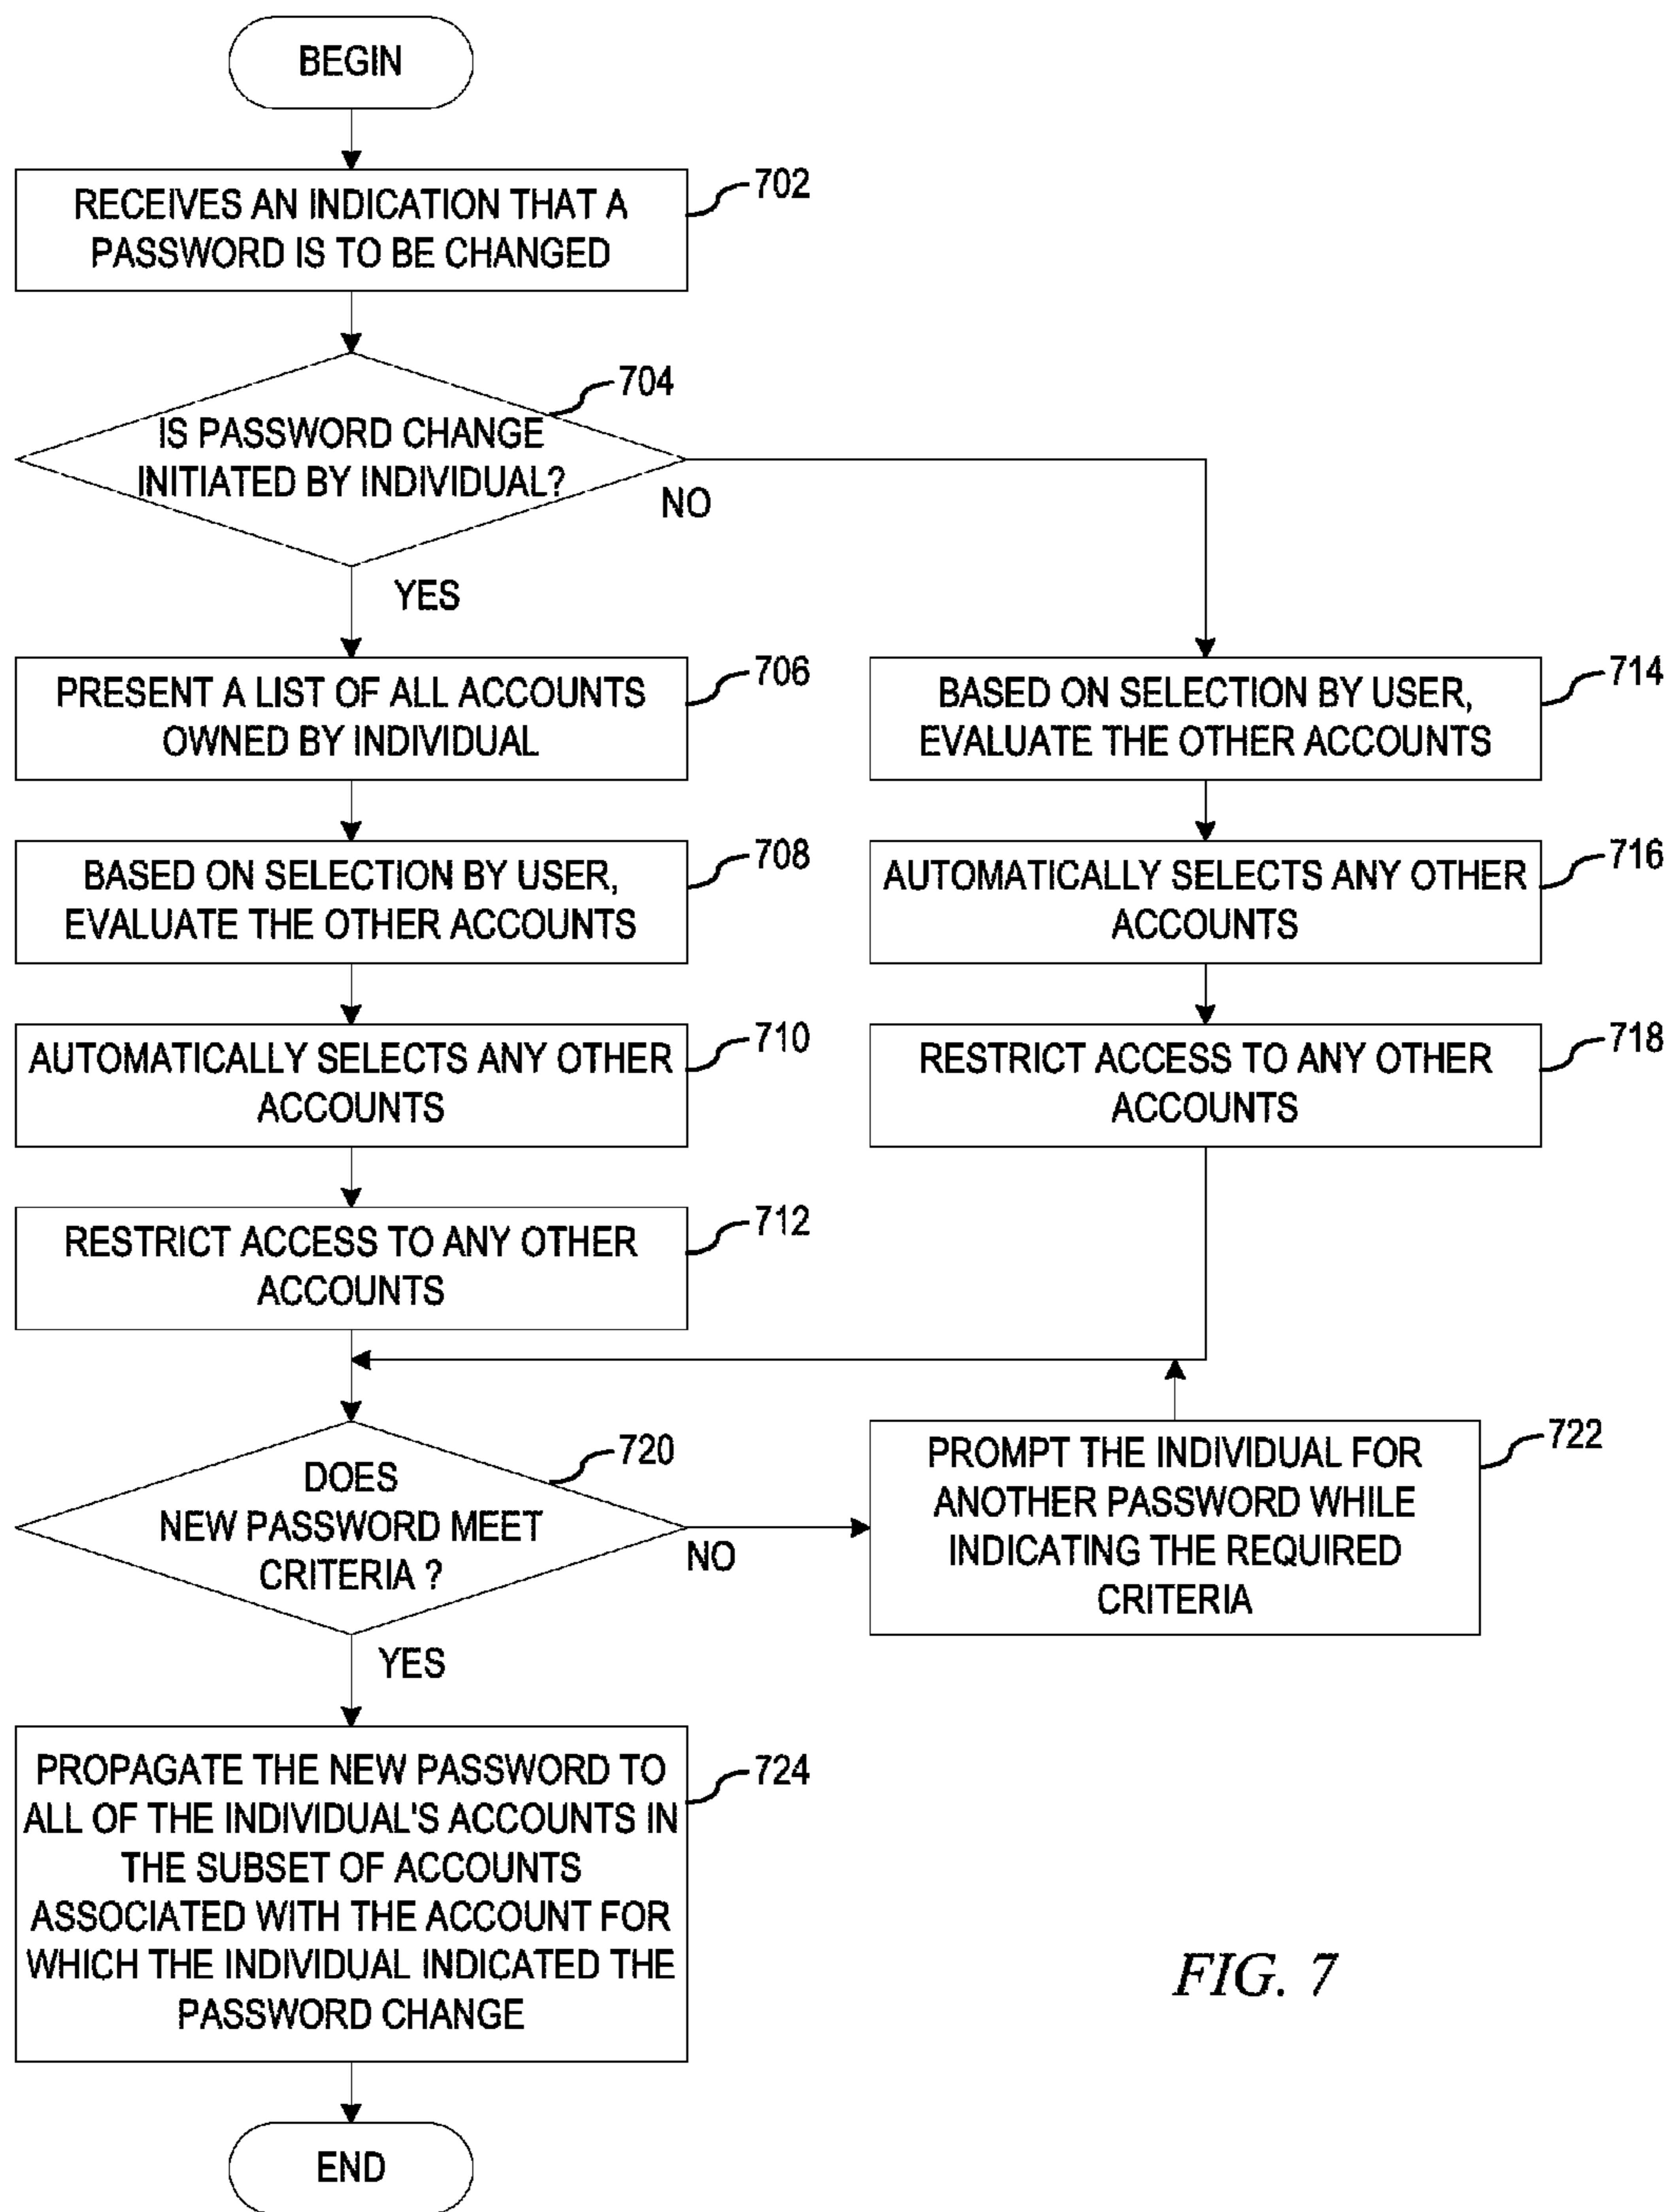 BEGIN
RECEIVES AN INDICATION THAT A
PASSWORD IS TO BE CHANGED
702
IS PASSWORD CHANGE
INITIATED BY INDIVIDUAL?
704
NO
YES
PRESENT A LIST OF ALL ACCOUNTS
OWNED BY INDIVIDUAL
706
BASED ON SELECTION BY USER,
EVALUATE THE OTHER ACCOUNTS
708
AUTOMATICALLY SELECTS ANY OTHER
ACCOUNTS
710
RESTRICT ACCESS TO ANY OTHER
ACCOUNTS
712
BASED ON SELECTION BY USER,
EVALUATE THE OTHER ACCOUNTS
714
AUTOMATICALLY SELECTS ANY OTHER
ACCOUNTS
716
RESTRICT ACCESS TO ANY OTHER
ACCOUNTS
718
DOES
NEW PASSWORD MEET
CRITERIA ?
720
NO
PROMPT THE INDIVIDUAL FOR
ANOTHER PASSWORD WHILE
INDICATING THE REQUIRED
CRITERIA
722
YES
PROPAGATE THE NEW PASSWORD TO
ALL OF THE INDIVIDUAL'S ACCOUNTS IN
THE SUBSET OF ACCOUNTS
ASSOCIATED WITH THE ACCOUNT FOR
WHICH THE INDIVIDUAL INDICATED THE
PASSWORD CHANGE
724
END
FIG. 7